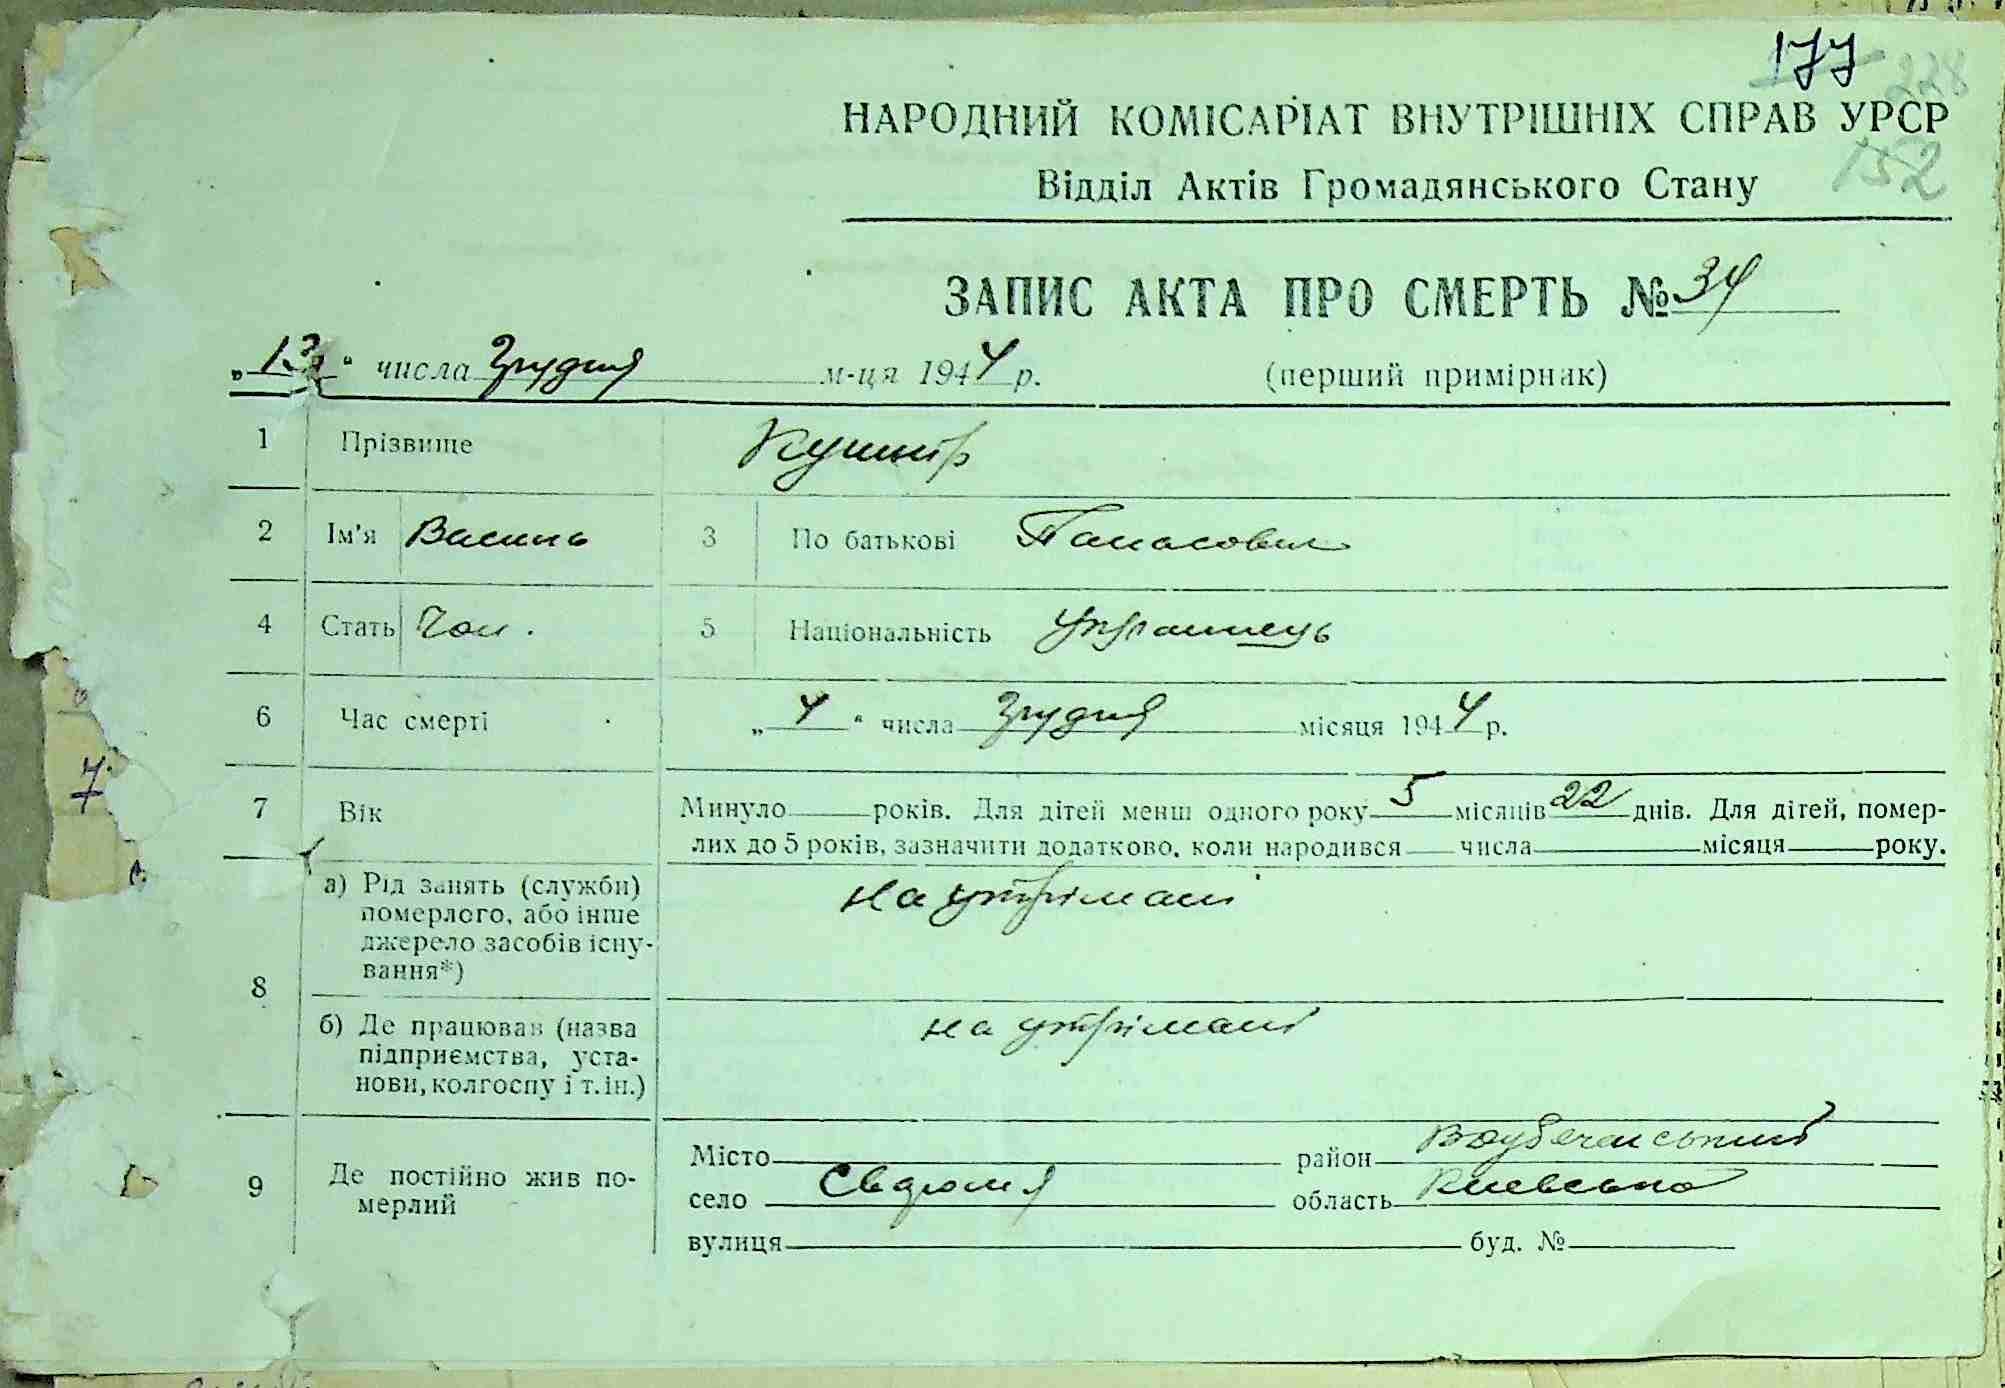 177
228
НАРОДНИЙ КОМІСАРІАТ ВНУТРІШНІХ СПРАВ УРСР
152
Відділ Актів Громадянського Стану
ЗАПИС АКТА ПРО СМЕРТЬ № 34
„13“ числа Грудня м-ця 1944 р. (перший примірник)
1 Прізвище Кушнір
2 Ім'я Василь 3 По батькові Панасович
4 Стать Чол. 5 Національність Українець
6 Час смерті „4“ числа Грудня місяця 1944 р.
7 Вік Минуло років. Для дітей менш одного року 5 місяців 22 днів. Для дітей, помер-
лих до 5 років, зазначити додатково, коли народився числа місяця року.
8 а) Рід занять (служби) на утрімані
померлого, або інше
джерело засобів існу-
вання*)
б) Де працював (назва на утрімані
підприємства, уста-
нови, колгоспу і т.ін.)
9 Де постійно жив по-
мерлий
Місто район
село область Київська
вулиця буд. №
7